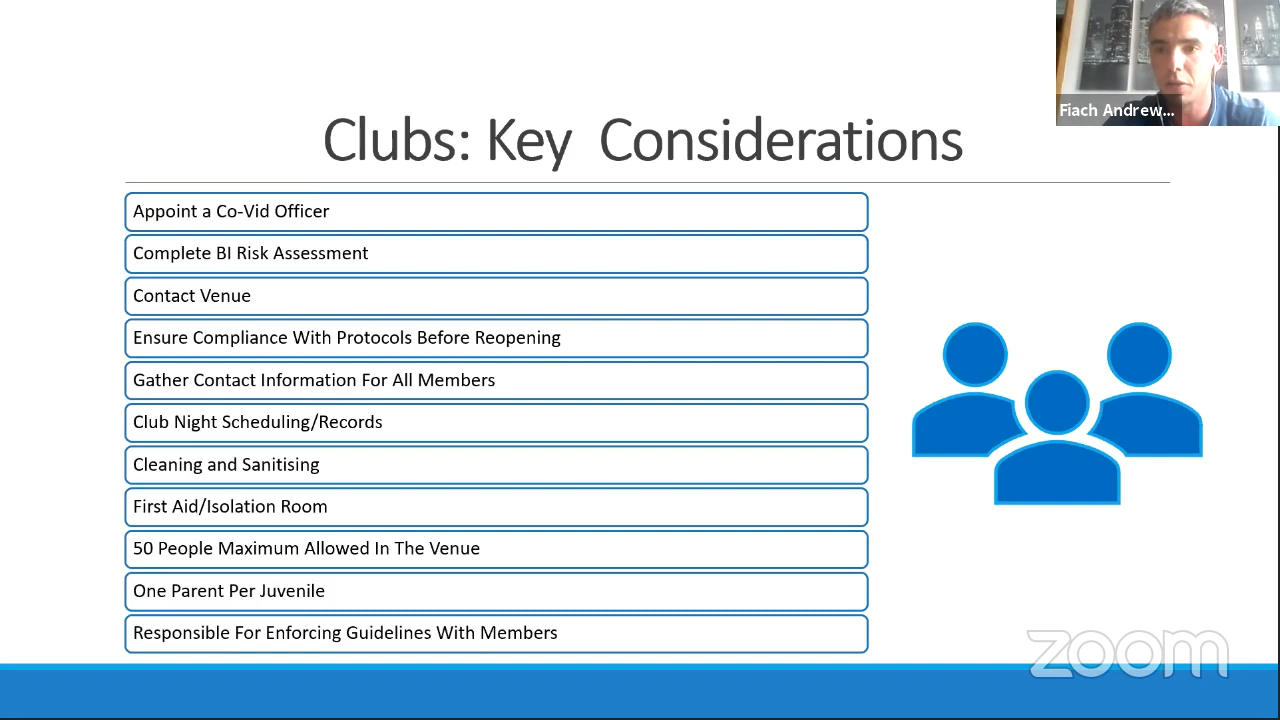 Fiach Andrew...
Clubs: Key Considerations
Appoint a Co-Vid Officer
Complete BI Risk Assessment
Contact Venue
Ensure Compliance With Protocols Before Reopening
Gather Contact Information For All Members
Club Night Scheduling/Records
Cleaning and Sanitising
First Aid/Isolation Room
50 People Maximum Allowed In The Venue
One Parent Per Juvenile
Responsible For Enforcing Guidelines With Members
zoom